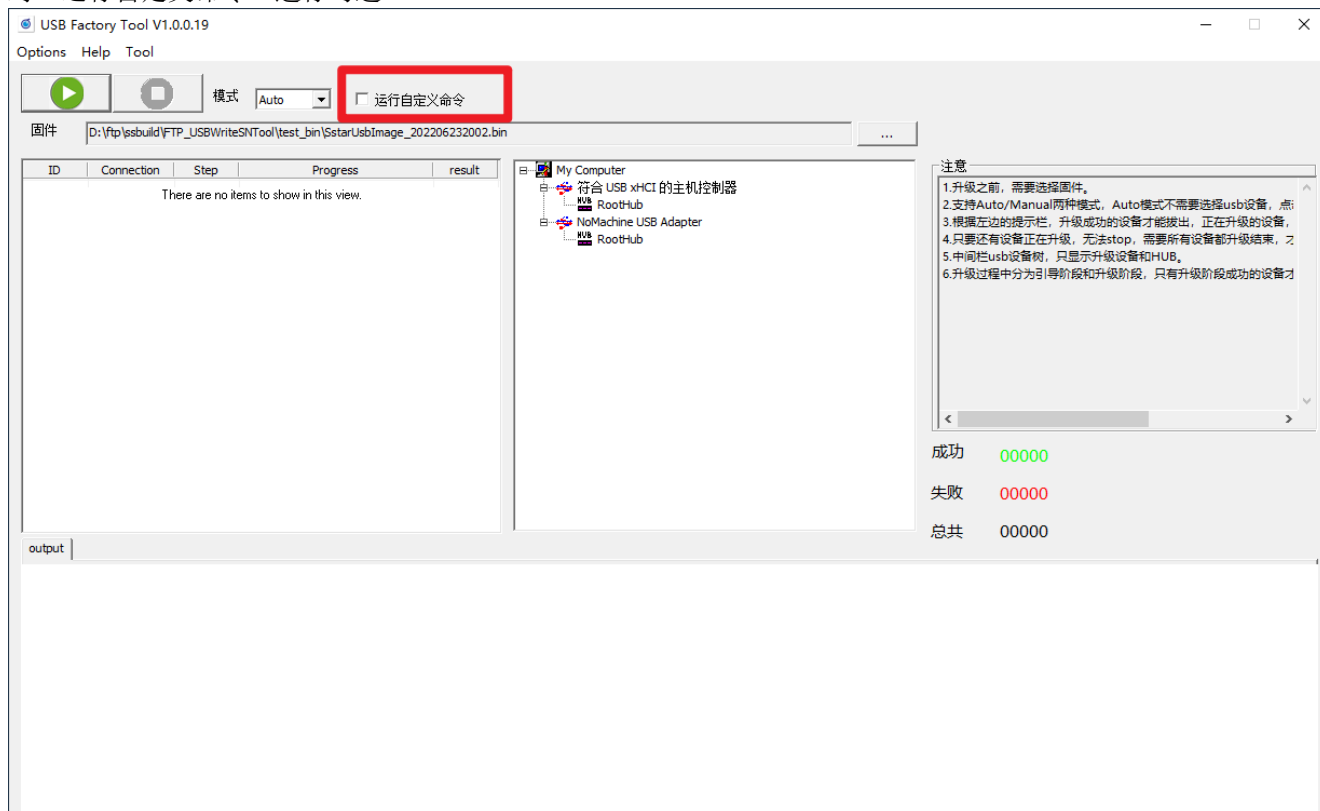 USB Factory Tool V1.0.0.19
Options Help Tool
模式 Auto 运行自定义命令
固件 D:\ftp\ssbuild\FTP_USBWriteSNTool\test_bin\SstarUsbImage_202206232002.bin ...
ID Connection Step Progress result
There are no items to show in this view.
My Computer
符合 USB xHCI 的主机控制器
RootHub
NoMachine USB Adapter
RootHub
注意
1.升级之前，需要选择固件。
2.支持Auto/Manual两种模式，Auto模式不需要选择usb设备，点
3.根据左边的提示栏，升级成功的设备才能拔出，正在升级的设备，
4.只要还有设备正在升级，无法stop，需要所有设备都升级结束，才
5.中间栏usb设备树，只显示升级设备和HUB。
6.升级过程中分为引导阶段和升级阶段，只有升级阶段成功的设备才
成功 00000
失败 00000
总共 00000
output